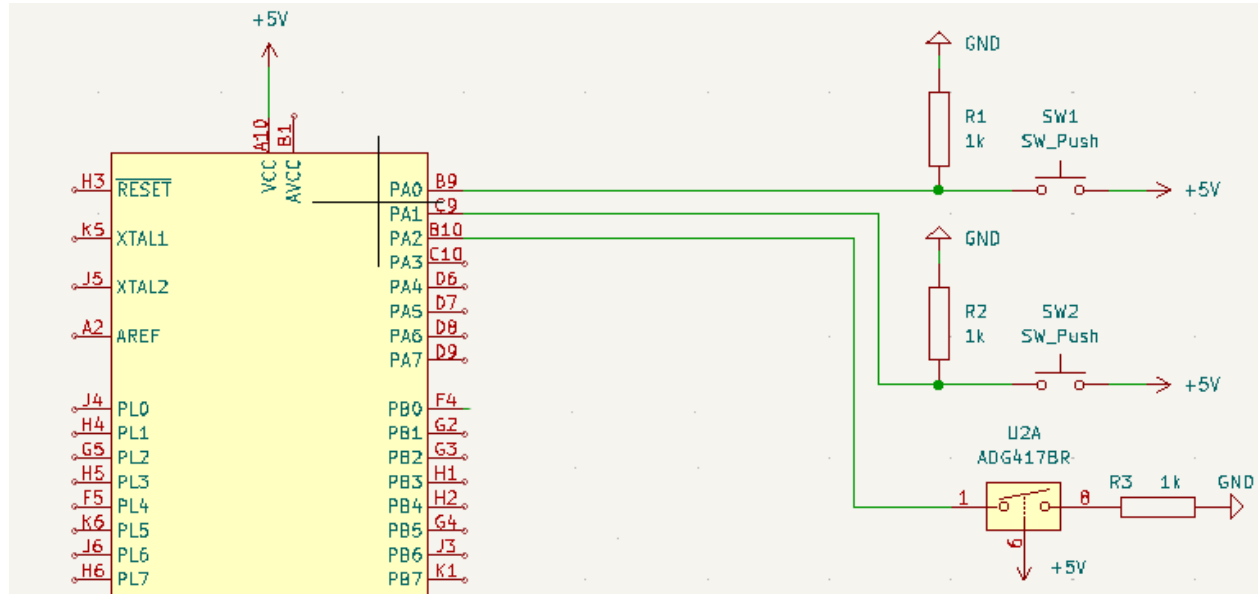 +5V
GND
A10
B1
R1
1k
SW1
SW_Push
VCC
AVCC
H3
RESET
PA0
B9
+5V
PA1
C9
K5
XTAL1
PA2
B10
GND
PA3
C10
J5
XTAL2
PA4
D6
PA5
D7
R2
1k
SW2
SW_Push
A2
AREF
PA6
D8
PA7
D9
+5V
J4
PL0
PB0
F4
H4
PL1
PB1
G2
U2A
G5
PL2
PB2
G3
ADG417BR
H5
PL3
PB3
H1
R3 1k GND
F5
PL4
PB4
H2
1
8
K6
PL5
PB5
G4
J6
PL6
PB6
J3
6
H6
PL7
PB7
K1
+5V